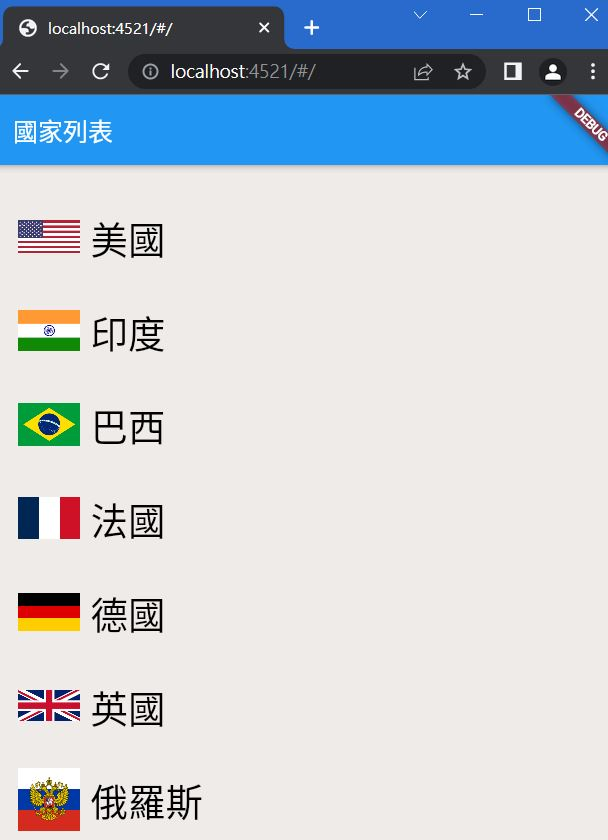 localhost:4521/#/
localhost:4521/#/
國家列表
DEBUG
美國
印度
巴西
法國
德國
英國
俄羅斯